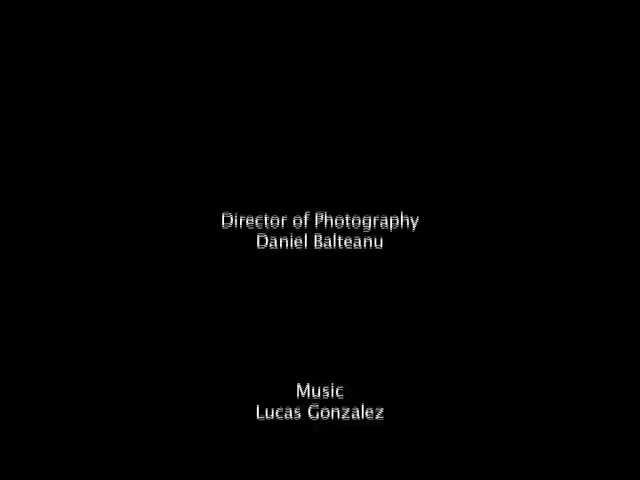 Director of Photography
Daniel Balteanu
Music
Lucas Gonzalez